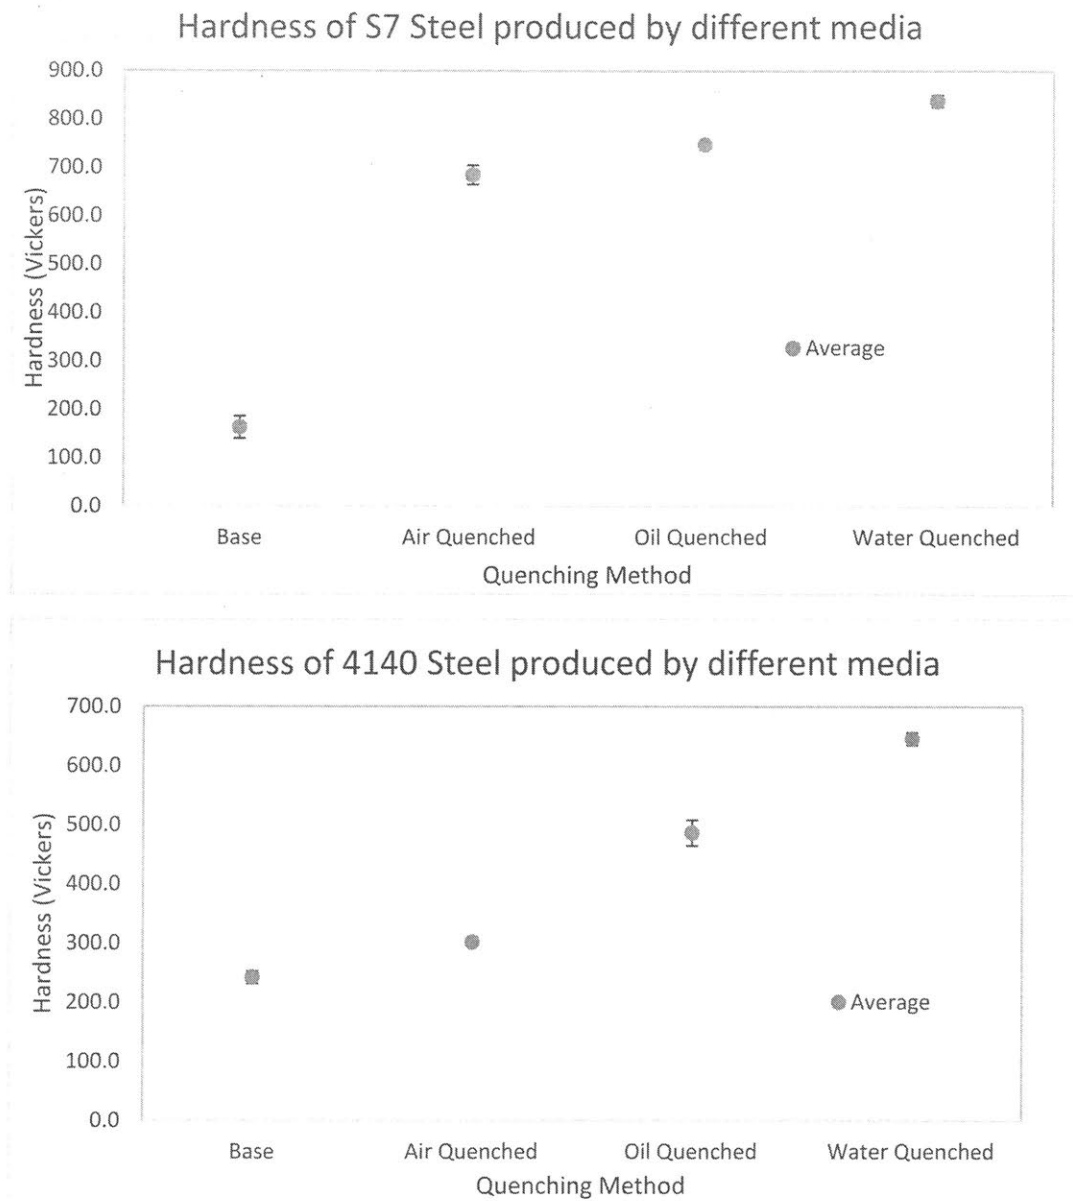 Hardness of S7 Steel produced by different media
900.0
800.0
700.0
600.0
500.0
400.0
300.0
200.0
100.0
0.0
Hardness (Vickers)
Average
Base Air Quenched Oil Quenched Water Quenched
Quenching Method
Hardness of 4140 Steel produced by different media
700.0
600.0
500.0
400.0
300.0
200.0
100.0
0.0
Hardness (Vickers)
Average
Base Air Quenched Oil Quenched Water Quenched
Quenching Method